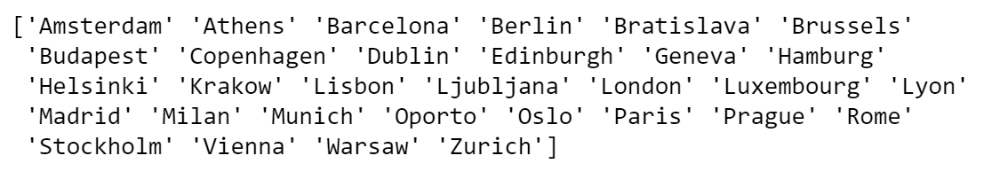 ['Amsterdam' 'Athens' 'Barcelona' 'Berlin' 'Bratislava' 'Brussels'
'Budapest' 'Copenhagen' 'Dublin' 'Edinburgh' 'Geneva' 'Hamburg'
'Helsinki' 'Krakow' 'Lisbon' 'Ljubljana' 'London' 'Luxembourg' 'Lyon'
'Madrid' 'Milan' 'Munich' 'Oporto' 'Oslo' 'Paris' 'Prague' 'Rome'
'Stockholm' 'Vienna' 'Warsaw' 'Zurich']